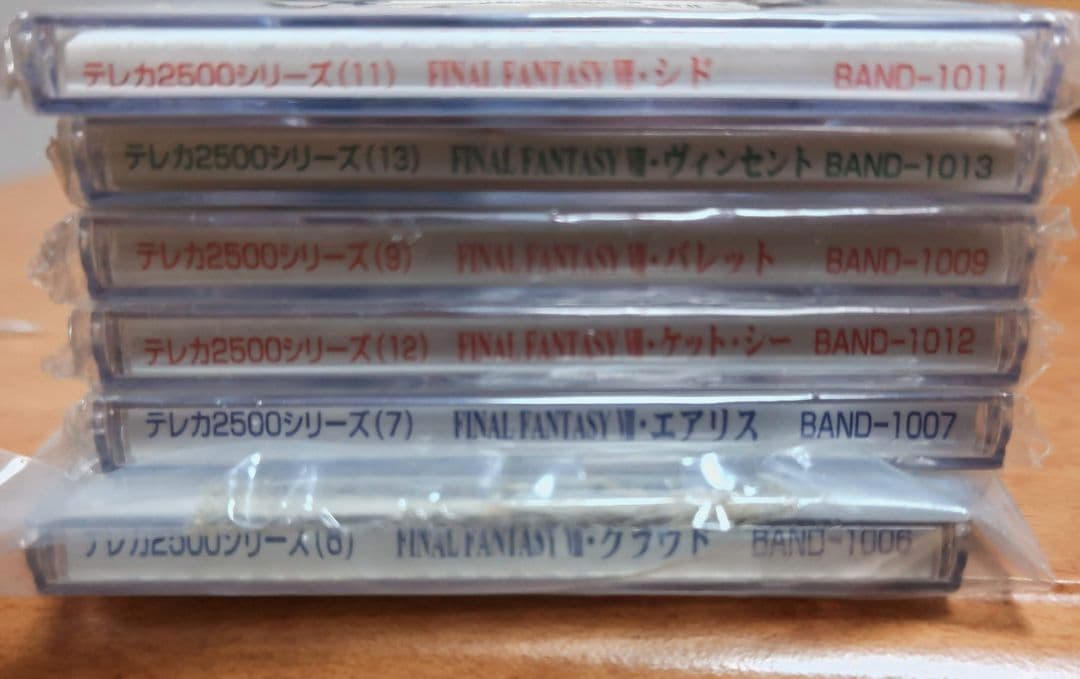 テレカ2500シリーズ(11) FINAL FANTASY VII・シド BAND-1011
テレカ2500シリーズ(13) FINAL FANTASY VII・ヴィンセント BAND-1013
テレカ2500シリーズ(9) FINAL FANTASY VII・バレット BAND-1009
テレカ2500シリーズ(12) FINAL FANTASY VII・ケット・シー BAND-1012
テレカ2500シリーズ(7) FINAL FANTASY VII・エアリス BAND-1007
テレカ2500シリーズ(6) FINAL FANTASY VII・クラウド BAND-1006